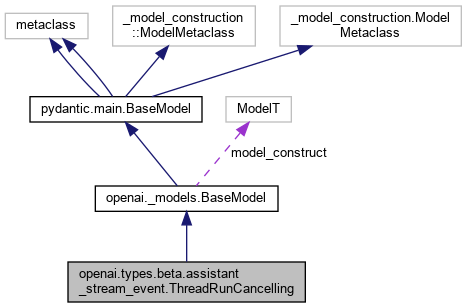 metaclass
_model_construction
::ModelMetaclass
_model_construction.Model
Metaclass
pydantic.main.BaseModel
ModelT
model_construct
openai._models.BaseModel
openai.types.beta.assistant
_stream_event.ThreadRunCancelling